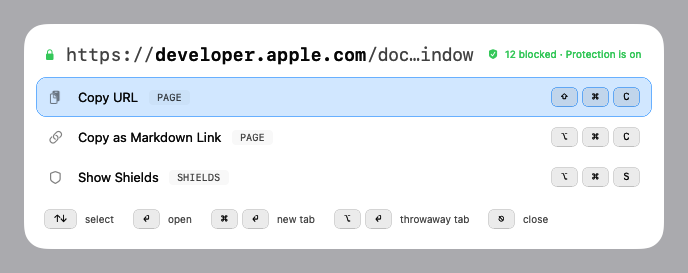 https://developer.apple.com/doc…indow 12 blocked · Protection is on
Copy URL PAGE ⇧ ⌘ C
Copy as Markdown Link PAGE ⌥ ⌘ C
Show Shields SHIELDS ⌥ ⌘ S
↑↓ select ↵ open ⌘ ↵ new tab ⌥ ↵ throwaway tab ⎋ close